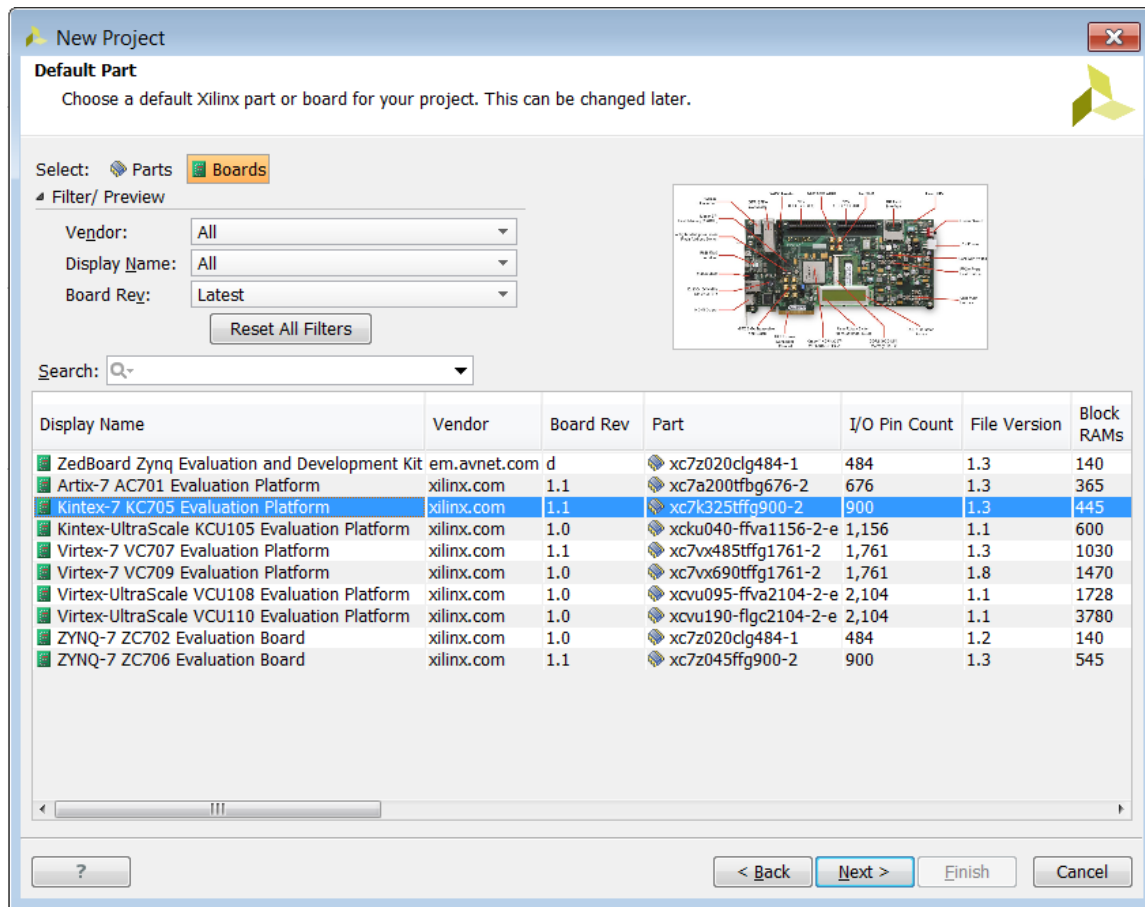 New Project
Default Part
Choose a default Xilinx part or board for your project. This can be changed later.
Select: Parts Boards
Filter/ Preview
Vendor: All
Display Name: All
Board Rev: Latest
Reset All Filters
Search:
Display Name Vendor Board Rev Part I/O Pin Count File Version Block RAMs
ZedBoard Zynq Evaluation and Development Kit em.avnet.com d xc7z020clg484-1 484 1.3 140
Artix-7 AC701 Evaluation Platform xilinx.com 1.1 xc7a200tfbg676-2 676 1.3 365
Kintex-7 KC705 Evaluation Platform xilinx.com 1.1 xc7k325tffg900-2 900 1.3 445
Kintex-UltraScale KCU105 Evaluation Platform xilinx.com 1.0 xcku040-ffva1156-2-e 1,156 1.1 600
Virtex-7 VC707 Evaluation Platform xilinx.com 1.1 xc7vx485tffg1761-2 1,761 1.3 1030
Virtex-7 VC709 Evaluation Platform xilinx.com 1.0 xc7vx690tffg1761-2 1,761 1.8 1470
Virtex-UltraScale VCU108 Evaluation Platform xilinx.com 1.0 xcvu095-ffva2104-2-e 2,104 1.1 1728
Virtex-UltraScale VCU110 Evaluation Platform xilinx.com 1.0 xcvu190-flgc2104-2-e 2,104 1.1 3780
ZYNQ-7 ZC702 Evaluation Board xilinx.com 1.0 xc7z020clg484-1 484 1.2 140
ZYNQ-7 ZC706 Evaluation Board xilinx.com 1.1 xc7z045ffg900-2 900 1.3 545
? < Back Next > Finish Cancel